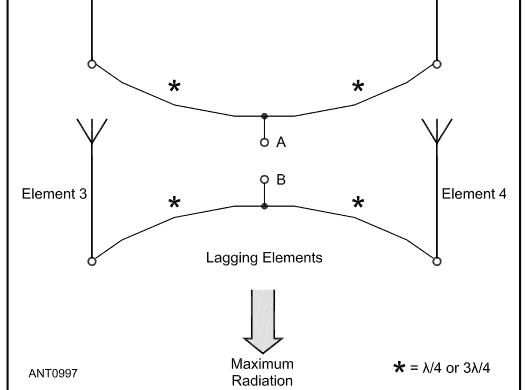 * *
A
B
Element 3
* *
Element 4
Lagging Elements
Maximum
Radiation
ANT0997
* = λ/4 or 3λ/4